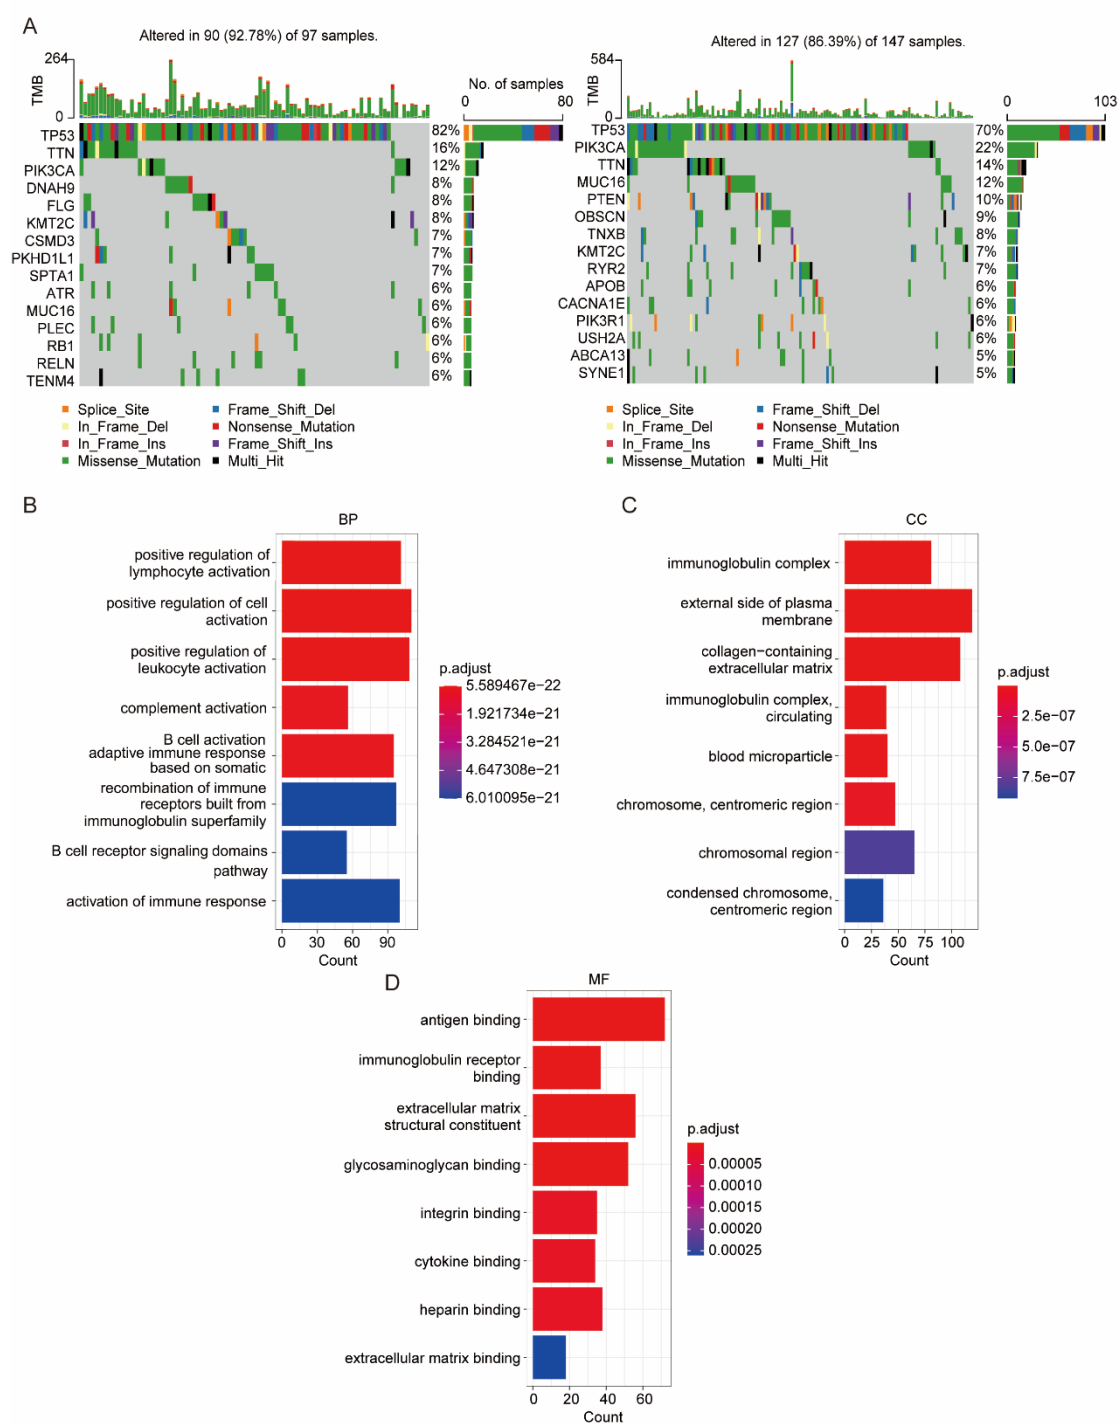 A
Altered in 90 (92.78%) of 97 samples.
264
0
TMB
No. of samples
0 80
TP53 82%
TTN 16%
PIK3CA 12%
DNAH9 8%
FLG 8%
KMT2C 8%
CSMD3 7%
PKHD1L1 7%
SPTA1 7%
ATR 6%
MUC16 6%
PLEC 6%
RB1 6%
RELN 6%
TENM4 6%
Splice_Site Frame_Shift_Del
In_Frame_Del Nonsense_Mutation
In_Frame_Ins Frame_Shift_Ins
Missense_Mutation Multi_Hit
Altered in 127 (86.39%) of 147 samples.
584
0
TMB
0 103
TP53 70%
PIK3CA 22%
TTN 14%
MUC16 12%
PTEN 10%
OBSCN 9%
TNXB 8%
KMT2C 7%
RYR2 7%
APOB 6%
CACNA1E 6%
PIK3R1 6%
USH2A 6%
ABCA13 5%
SYNE1 5%
Splice_Site Frame_Shift_Del
In_Frame_Del Nonsense_Mutation
In_Frame_Ins Frame_Shift_Ins
Missense_Mutation Multi_Hit
B
BP
positive regulation of
lymphocyte activation
positive regulation of cell
activation
positive regulation of
leukocyte activation
complement activation
B cell activation
adaptive immune response
based on somatic
recombination of immune
receptors built from
immunoglobulin superfamily
B cell receptor signaling domains
pathway
activation of immune response
0 30 60 90
Count
p.adjust
5.589467e−22
1.921734e−21
3.284521e−21
4.647308e−21
6.010095e−21
C
CC
immunoglobulin complex
external side of plasma
membrane
collagen−containing
extracellular matrix
immunoglobulin complex,
circulating
blood microparticle
chromosome, centromeric region
chromosomal region
condensed chromosome,
centromeric region
0 25 50 75 100
Count
p.adjust
2.5e−07
5.0e−07
7.5e−07
D
MF
antigen binding
immunoglobulin receptor
binding
extracellular matrix
structural constituent
glycosaminoglycan binding
integrin binding
cytokine binding
heparin binding
extracellular matrix binding
0 20 40 60
Count
p.adjust
0.00005
0.00010
0.00015
0.00020
0.00025